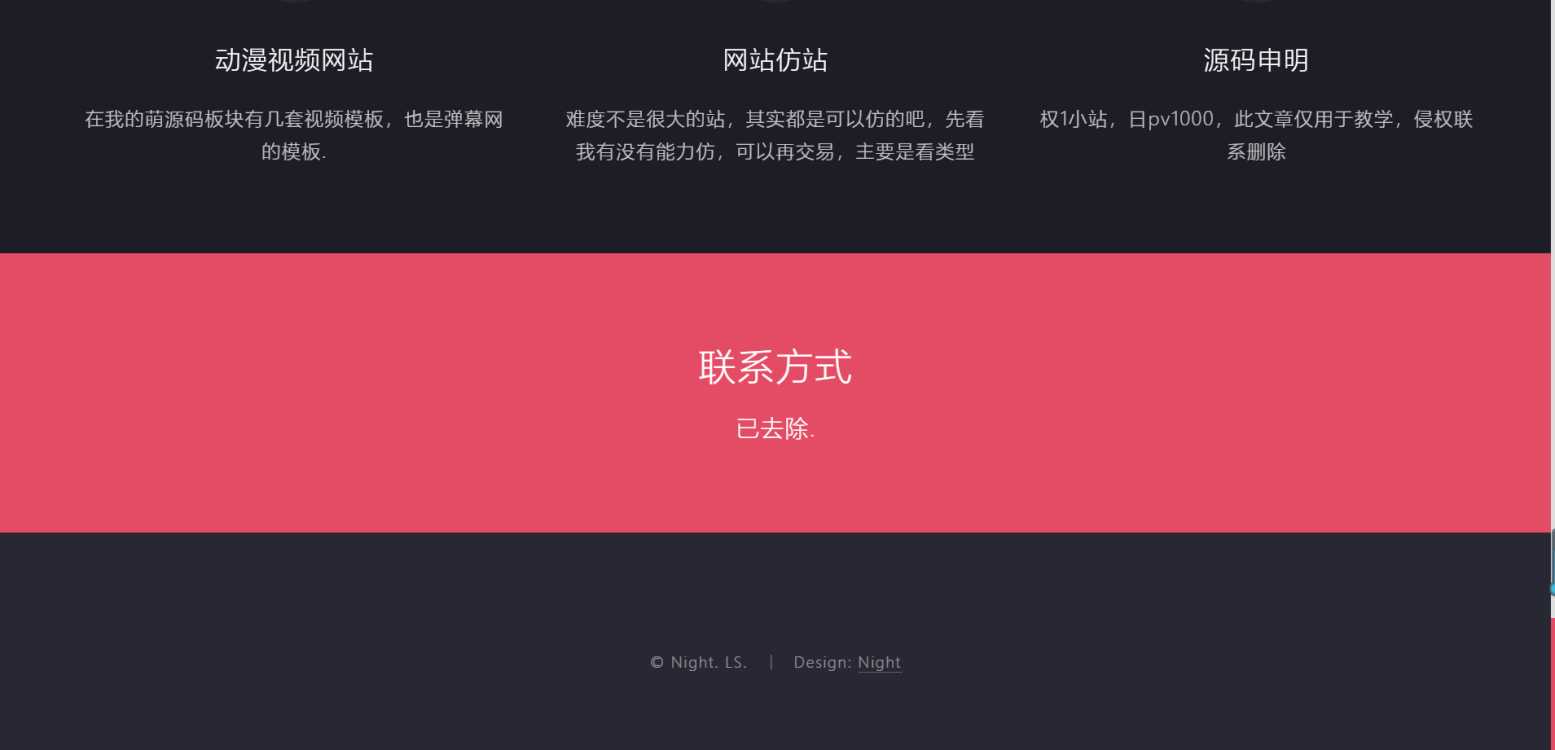 动漫视频网站
在我的萌源码板块有几套视频模板，也是弹幕网
的模板.
网站仿站
难度不是很大的站，其实都是可以仿的吧，先看
我有没有能力仿，可以再交易，主要是看类型
源码申明
权1小站，日pv1000，此文章仅用于教学，侵权联
系删除
联系方式
已去除.
© Night. LS. | Design: Night